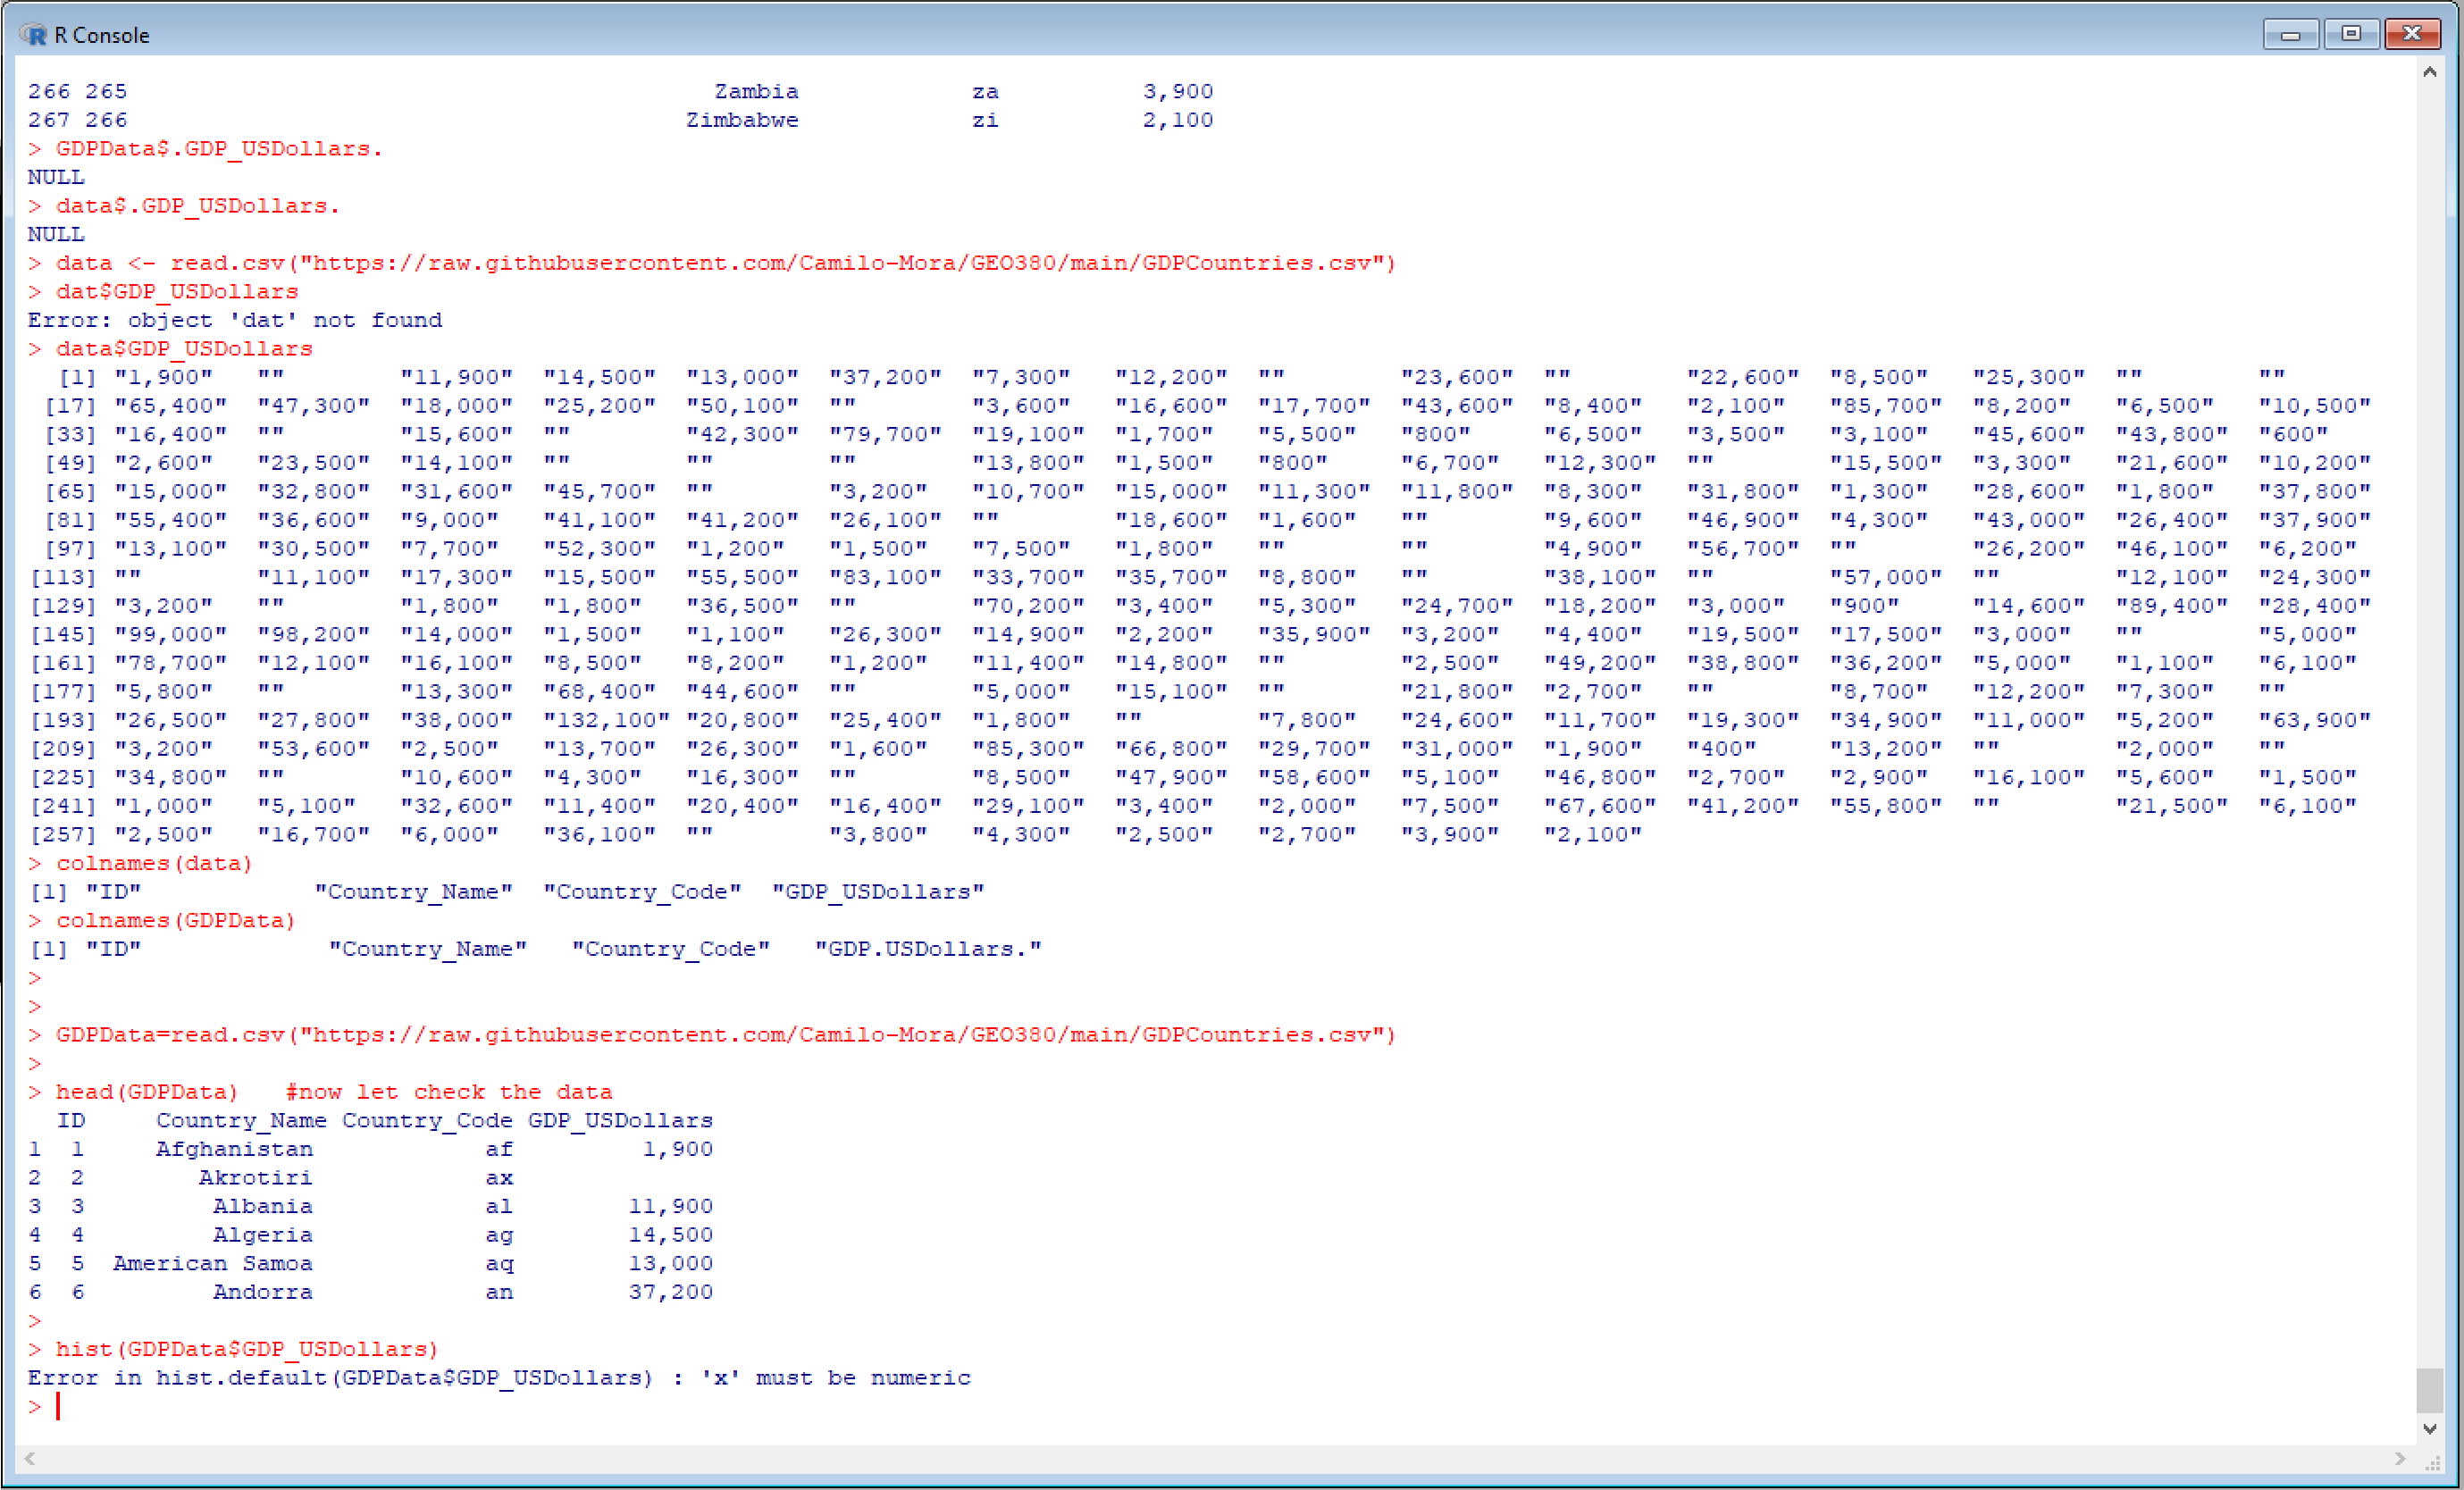 R Console
266 265 Zambia za 3,900
267 266 Zimbabwe zi 2,100
> GDPData$.GDP_USDollars.
NULL
> data$.GDP_USDollars.
NULL
> data <- read.csv("https://raw.githubusercontent.com/Camilo-Mora/GEO380/main/GDPCountries.csv")
> dat$GDP_USDollars
Error: object 'dat' not found
> data$GDP_USDollars
[1] "1,900" "" "11,900" "14,500" "13,000" "37,200" "7,300" "12,200" "" "23,600" "" "22,600" "8,500" "25,300" "" ""
[17] "65,400" "47,300" "18,000" "25,200" "50,100" "" "3,600" "16,600" "17,700" "43,600" "8,400" "2,100" "85,700" "8,200" "6,500" "10,500"
[33] "16,400" "" "15,600" "" "42,300" "79,700" "19,100" "1,700" "5,500" "800" "6,500" "3,500" "3,100" "45,600" "43,800" "600"
[49] "2,600" "23,500" "14,100" "" "" "" "13,800" "1,500" "800" "6,700" "12,300" "" "15,500" "3,300" "21,600" "10,200"
[65] "15,000" "32,800" "31,600" "45,700" "" "3,200" "10,700" "15,000" "11,300" "11,800" "8,300" "31,800" "1,300" "28,600" "1,800" "37,800"
[81] "55,400" "36,600" "9,000" "41,100" "41,200" "26,100" "" "18,600" "1,600" "" "9,600" "46,900" "4,300" "43,000" "26,400" "37,900"
[97] "13,100" "30,500" "7,700" "52,300" "1,200" "1,500" "7,500" "1,800" "" "" "4,900" "56,700" "" "26,200" "46,100" "6,200"
[113] "" "11,100" "17,300" "15,500" "55,500" "83,100" "33,700" "35,700" "8,800" "" "38,100" "" "57,000" "" "12,100" "24,300"
[129] "3,200" "" "1,800" "1,800" "36,500" "" "70,200" "3,400" "5,300" "24,700" "18,200" "3,000" "900" "14,600" "89,400" "28,400"
[145] "99,000" "98,200" "14,000" "1,500" "1,100" "26,300" "14,900" "2,200" "35,900" "3,200" "4,400" "19,500" "17,500" "3,000" "" "5,000"
[161] "78,700" "12,100" "16,100" "8,500" "8,200" "1,200" "11,400" "14,800" "" "2,500" "49,200" "38,800" "36,200" "5,000" "1,100" "6,100"
[177] "5,800" "" "13,300" "68,400" "44,600" "" "5,000" "15,100" "" "21,800" "2,700" "" "8,700" "12,200" "7,300" ""
[193] "26,500" "27,800" "38,000" "132,100" "20,800" "25,400" "1,800" "" "7,800" "24,600" "11,700" "19,300" "34,900" "11,000" "5,200" "63,900"
[209] "3,200" "53,600" "2,500" "13,700" "26,300" "1,600" "85,300" "66,800" "29,700" "31,000" "1,900" "400" "13,200" "" "2,000" ""
[225] "34,800" "" "10,600" "4,300" "16,300" "" "8,500" "47,900" "58,600" "5,100" "46,800" "2,700" "2,900" "16,100" "5,600" "1,500"
[241] "1,000" "5,100" "32,600" "11,400" "20,400" "16,400" "29,100" "3,400" "2,000" "7,500" "67,600" "41,200" "55,800" "" "21,500" "6,100"
[257] "2,500" "16,700" "6,000" "36,100" "" "3,800" "4,300" "2,500" "2,700" "3,900" "2,100"
> colnames(data)
[1] "ID" "Country_Name" "Country_Code" "GDP_USDollars"
> colnames(GDPData)
[1] "ID" "Country_Name" "Country_Code" "GDP.USDollars."
>
>
> GDPData=read.csv("https://raw.githubusercontent.com/Camilo-Mora/GEO380/main/GDPCountries.csv")
>
> head(GDPData) #now let check the data
ID Country_Name Country_Code GDP_USDollars
1 1 Afghanistan af 1,900
2 2 Akrotiri ax
3 3 Albania al 11,900
4 4 Algeria ag 14,500
5 5 American Samoa aq 13,000
6 6 Andorra an 37,200
>
> hist(GDPData$GDP_USDollars)
Error in hist.default(GDPData$GDP_USDollars) : 'x' must be numeric
>